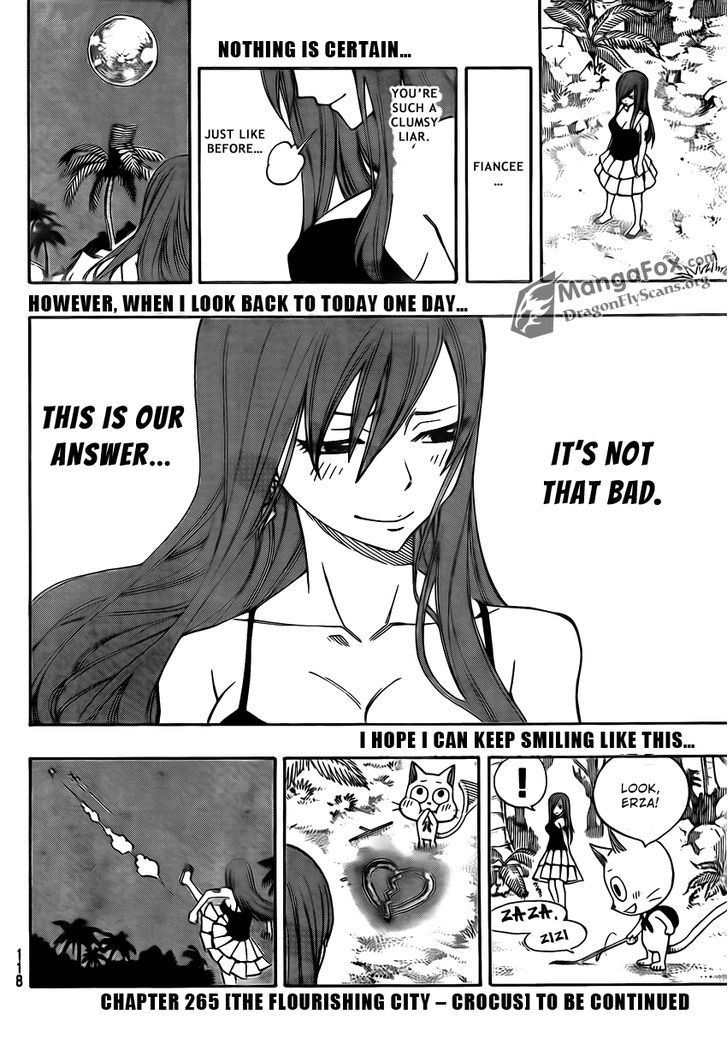 NOTHING IS CERTAIN...
FIANCEE
...
YOU'RE
SUCH A
CLUMSY
LIAR.
JUST LIKE
BEFORE...
MangaFox.com
DragonFlyScans.org
HOWEVER, WHEN I LOOK BACK TO TODAY ONE DAY...
IT'S NOT
THAT BAD.
THIS IS OUR
ANSWER...
I HOPE I CAN KEEP SMILING LIKE THIS...
LOOK,
ERZA!
!
ZAZA.
ZIZI
118
CHAPTER 265 [THE FLOURISHING CITY – CROCUS] TO BE CONTINUED